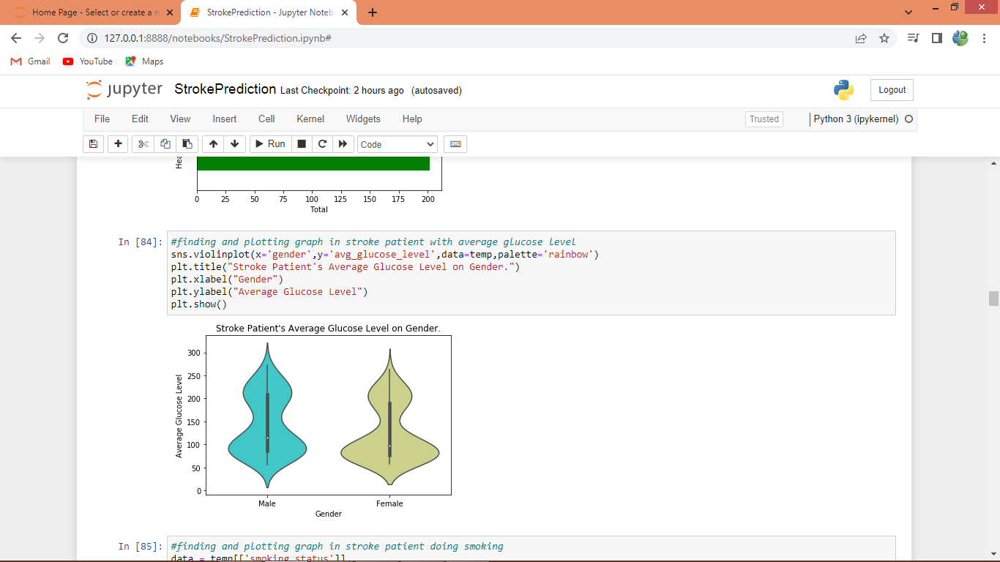 Home Page - Select or create a n
StrokePrediction - Jupyter Noteb
127.0.0.1:8888/notebooks/StrokePrediction.ipynb#
Gmail
YouTube
Maps
jupyter StrokePrediction Last Checkpoint: 2 hours ago (autosaved)
Logout
File Edit View Insert Cell Kernel Widgets Help
Trusted
Python 3 (ipykernel)
Run
Code
Hea
0 25 50 75 100 125 150 175 200
Total
In [84]:
#finding and plotting graph in stroke patient with average glucose level
sns.violinplot(x='gender',y='avg_glucose_level',data=temp,palette='rainbow')
plt.title("Stroke Patient's Average Glucose Level on Gender.")
plt.xlabel("Gender")
plt.ylabel("Average Glucose Level")
plt.show()
Stroke Patient's Average Glucose Level on Gender.
300
250
200
150
100
50
0
Average Glucose Level
Male Female
Gender
In [85]:
#finding and plotting graph in stroke patient doing smoking
data = temp[['smoking_status']]